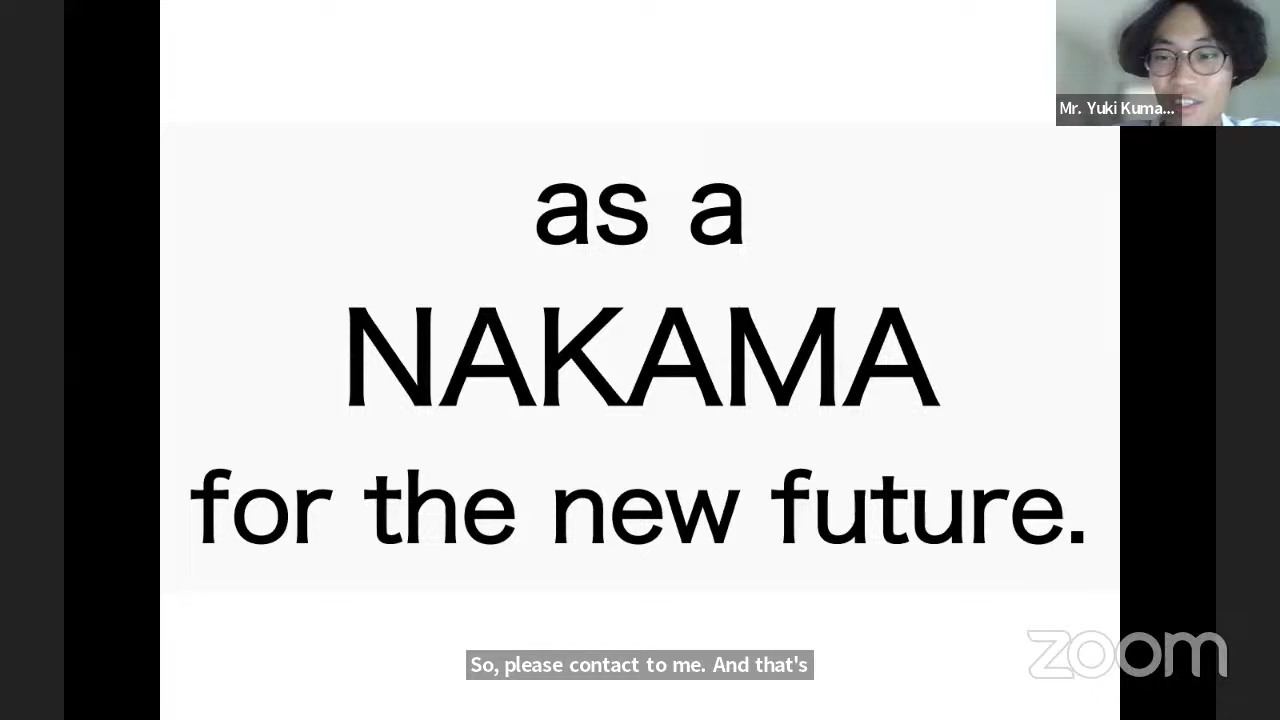 Mr. Yuki Kuma...
as a
NAKAMA
for the new future.
So, please contact to me. And that's
zoom